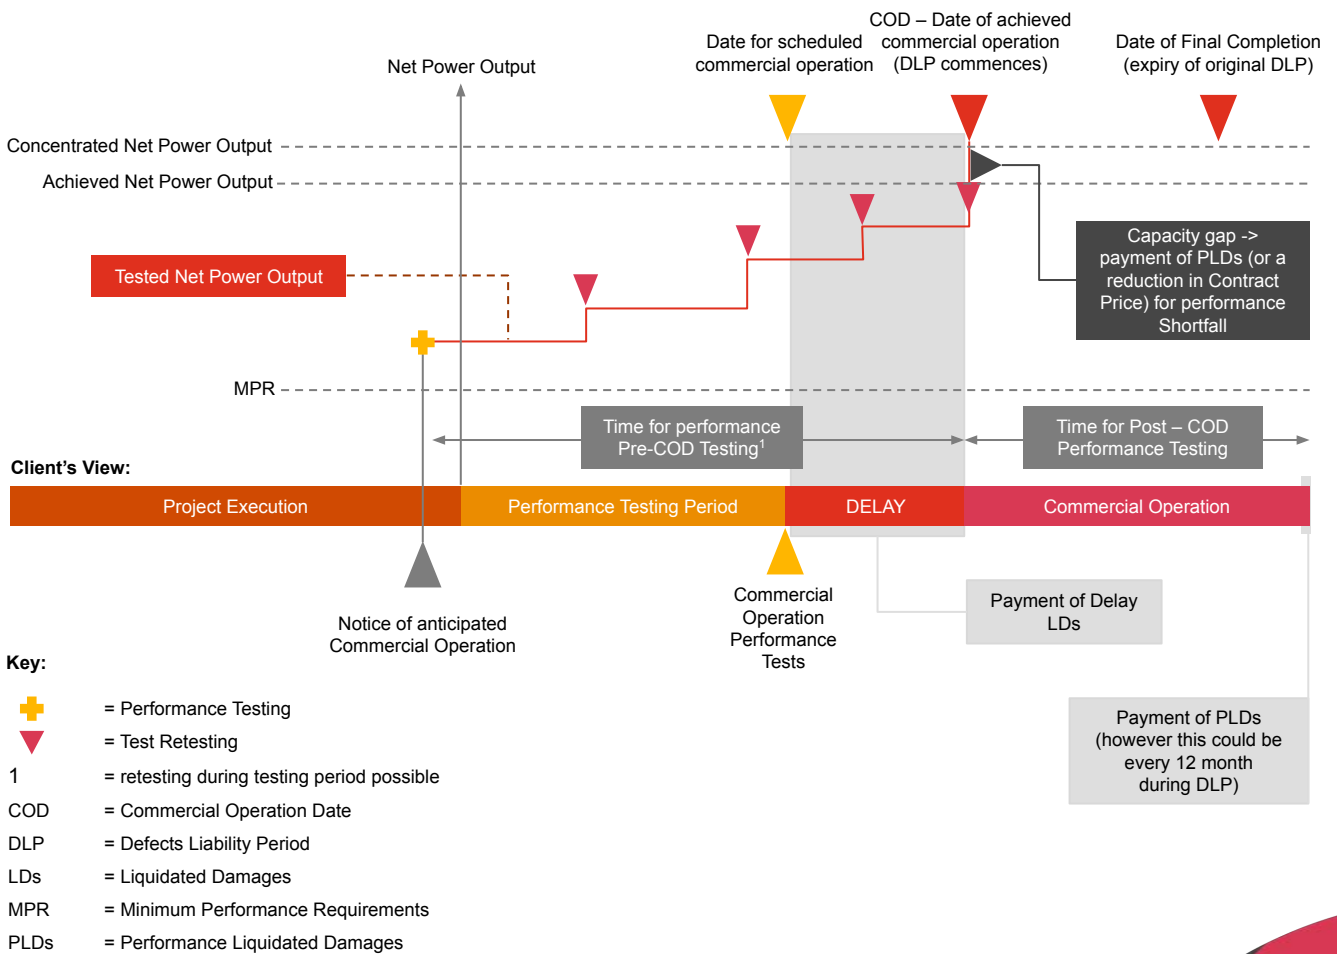 Net Power Output
Date for scheduled
commercial operation
COD – Date of achieved
commercial operation
(DLP commences)
Date of Final Completion
(expiry of original DLP)
Concentrated Net Power Output
Achieved Net Power Output
Tested Net Power Output
Capacity gap ->
payment of PLDs (or a
reduction in Contract
Price) for performance
Shortfall
MPR
Time for performance
Pre-COD Testing1
Time for Post – COD
Performance Testing
Client's View:
Project Execution
Performance Testing Period
DELAY
Commercial Operation
Notice of anticipated
Commercial Operation
Commercial
Operation
Performance
Tests
Payment of Delay
LDs
Payment of PLDs
(however this could be
every 12 month
during DLP)
Key:
= Performance Testing
= Test Retesting
1 = retesting during testing period possible
COD = Commercial Operation Date
DLP = Defects Liability Period
LDs = Liquidated Damages
MPR = Minimum Performance Requirements
PLDs = Performance Liquidated Damages